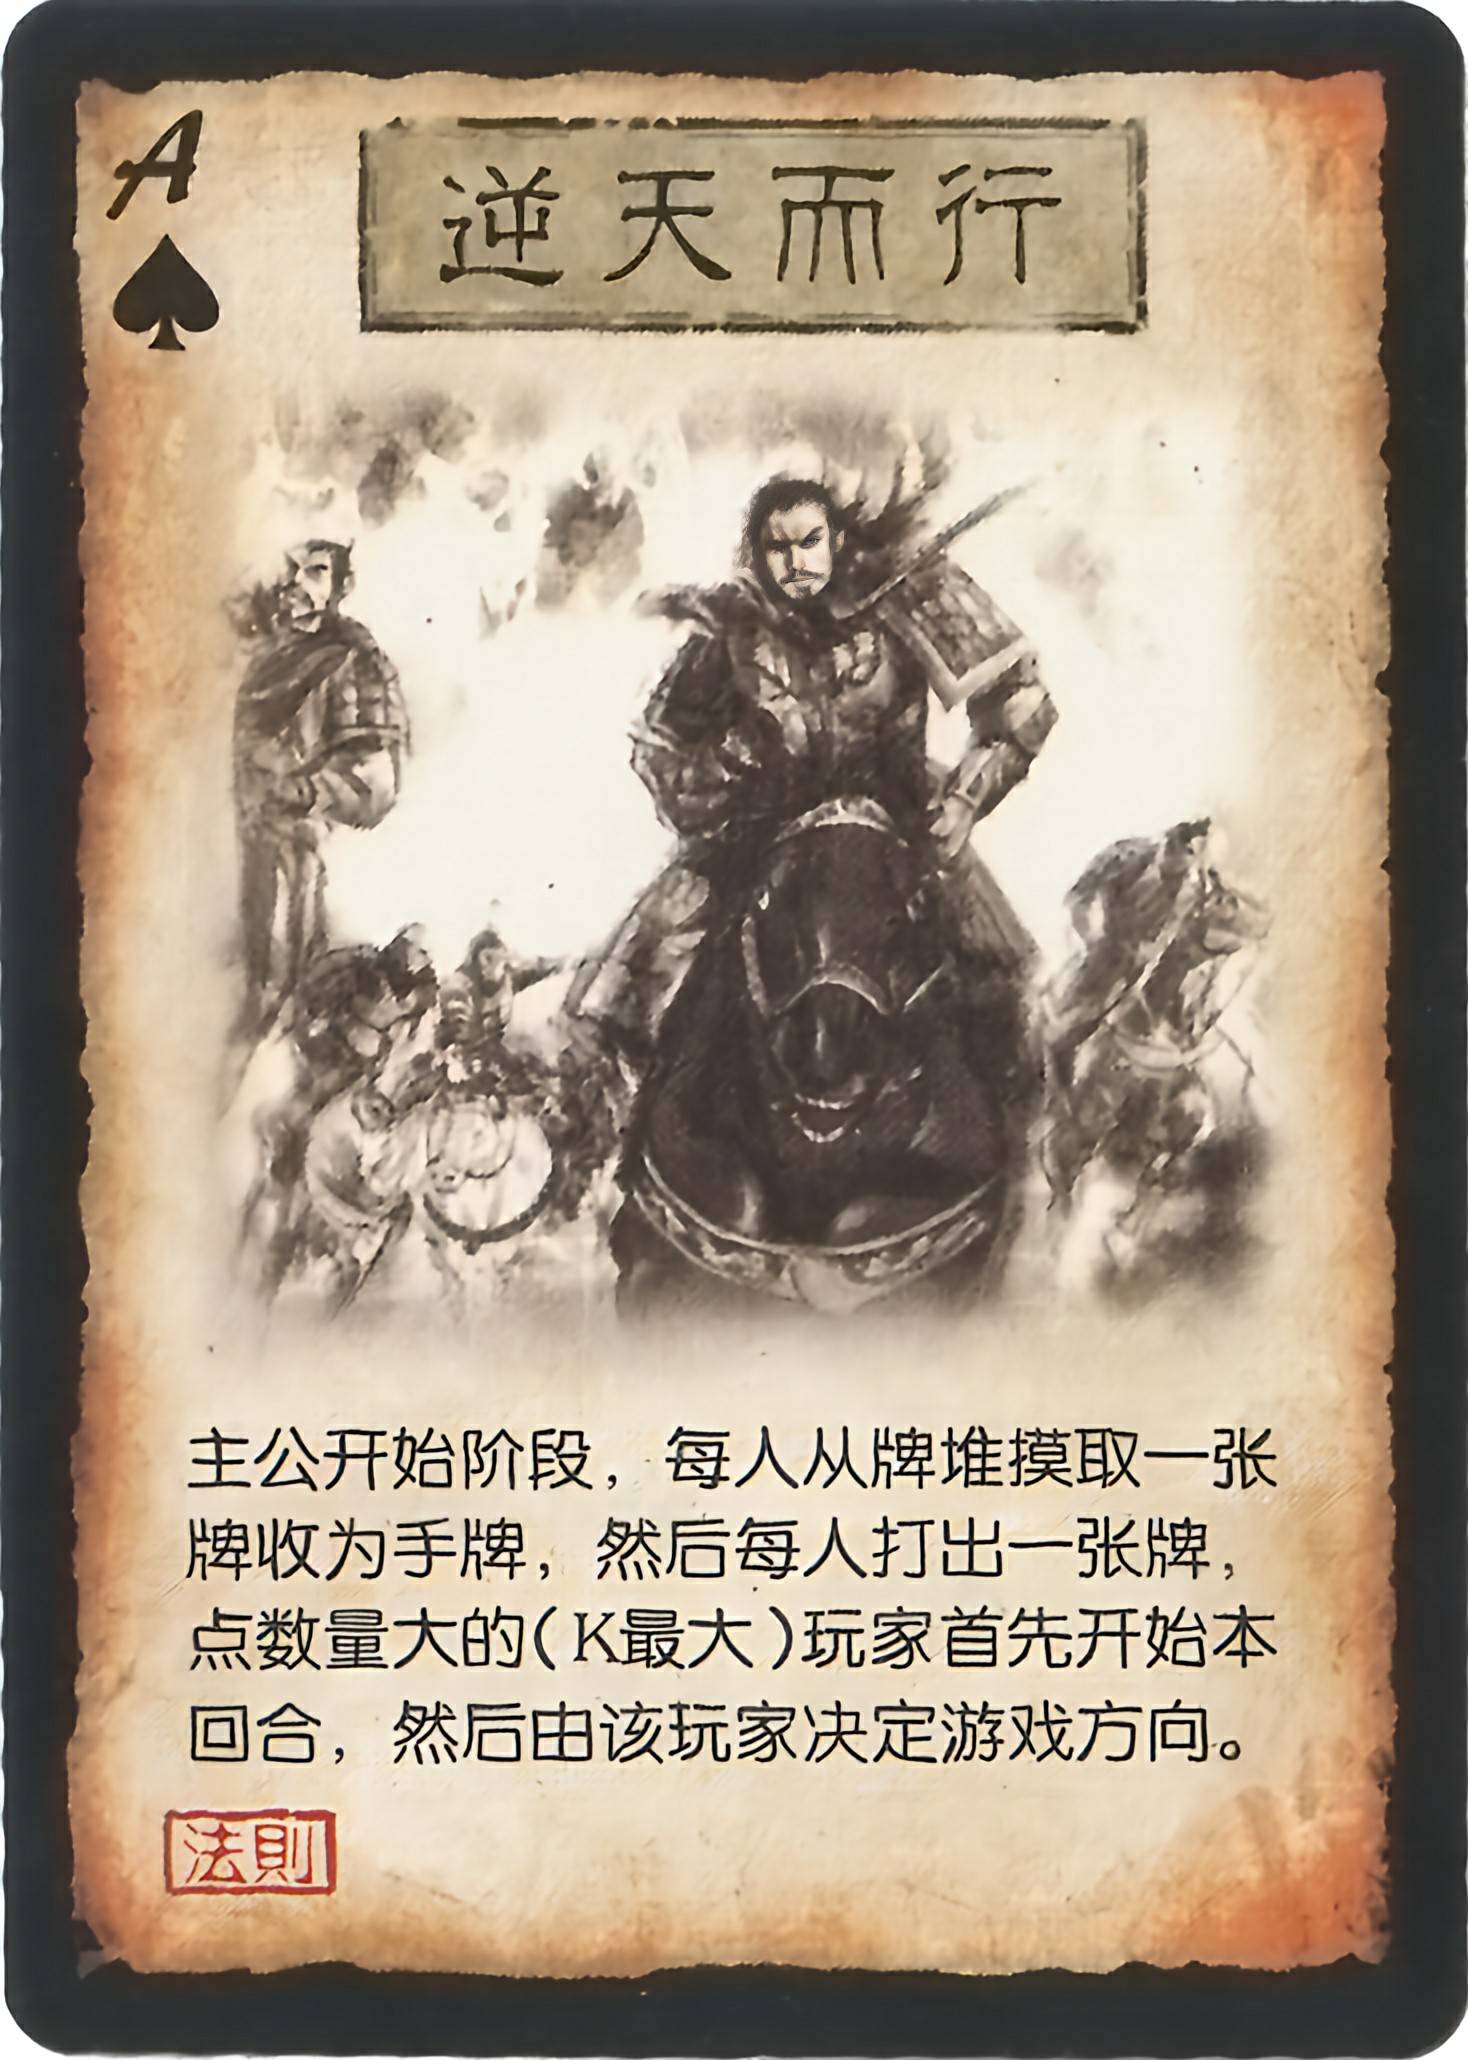 A
逆天而行
主公开始阶段，每人从牌堆摸取一张
牌收为手牌，然后每人打出一张牌，
点数量大的(K最大)玩家首先开始本
回合，然后由该玩家决定游戏方向。
法則